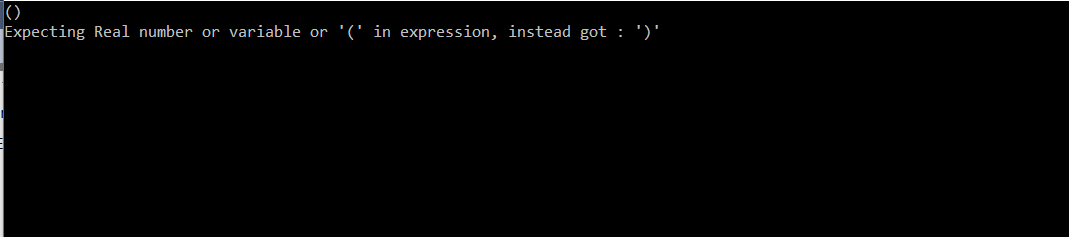 ()
Expecting Real number or variable or '(' in expression, instead got : ')'